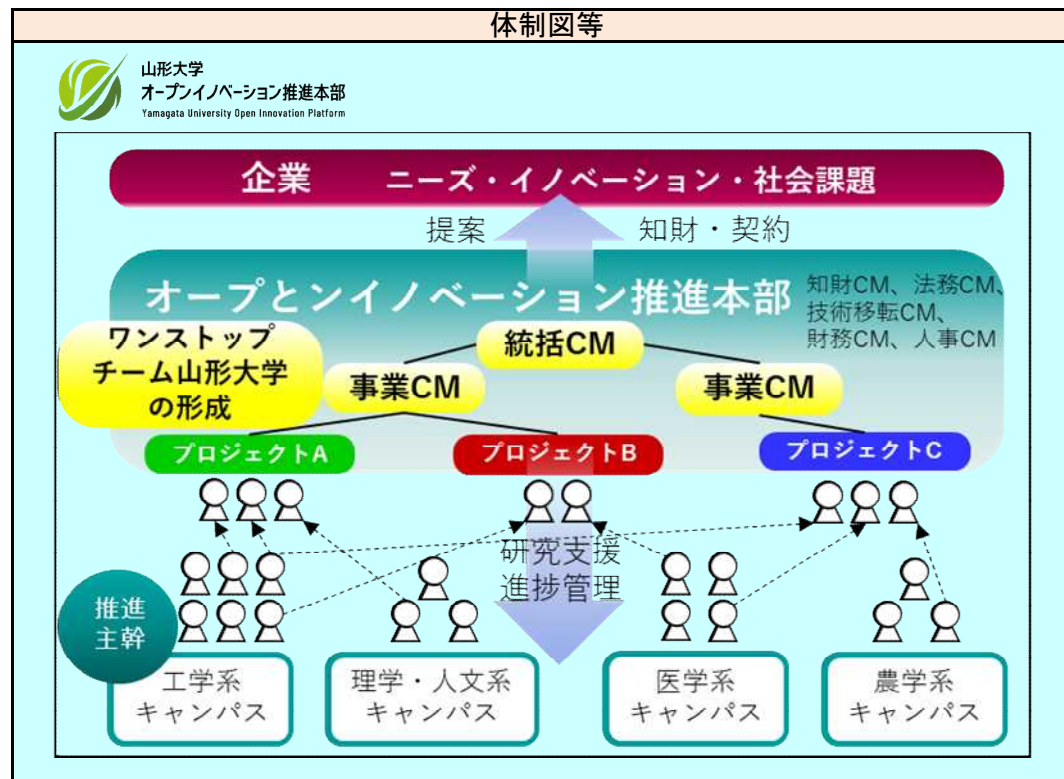 体制図等
山形大学
オープンイノベーション推進本部
Yamagata University Open Innovation Platform
企業 ニーズ・イノベーション・社会課題
提案 知財・契約
オープとンイノベーション推進本部
知財CM、法務CM、
技術移転CM、
財務CM、人事CM
ワンストップ
チーム山形大学
の形成
統括CM
事業CM
事業CM
プロジェクトA
プロジェクトB
プロジェクトC
研究支援
進捗管理
推進
主幹
工学系
キャンパス
理学・人文系
キャンパス
医学系
キャンパス
農学系
キャンパス